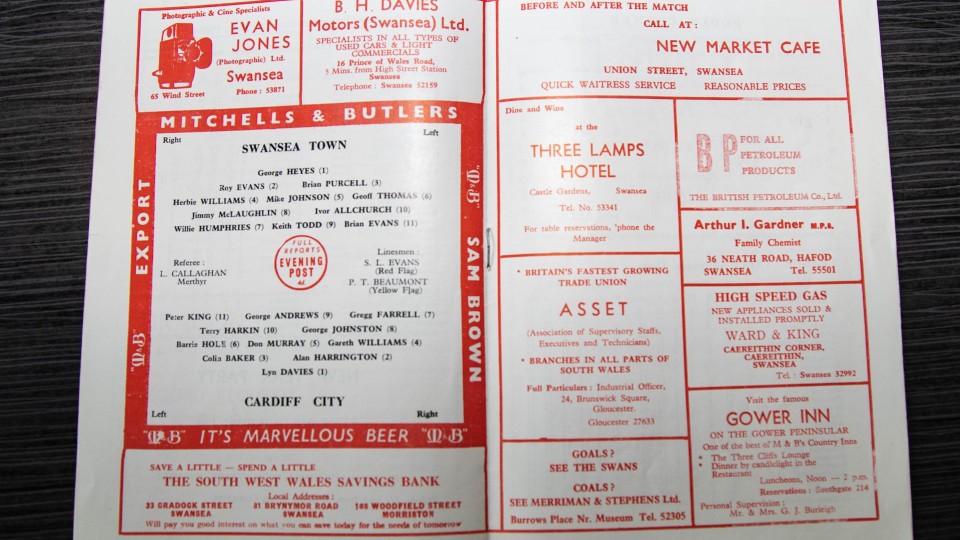 Photographic & Cine Specialists
EVAN
JONES
(Photographic) Ltd.
Swansea
65 Wind Street
Phone : 53871
B. H. DAVIES
Motors (Swansea) Ltd.
SPECIALISTS IN ALL TYPES OF
USED CARS & LIGHT
COMMERCIALS
16 Prince of Wales Road,
3 Mins. from High Street Station
Swansea
Telephone : Swansea 52159
MITCHELLS & BUTLERS
EXPORT
"M&B"
"M&B"
SAM BROWN
Right
Left
SWANSEA TOWN
George HEYES (1)
Roy EVANS (2) Brian PURCELL (3)
Herbie WILLIAMS (4) Mike JOHNSON (5) Geoff THOMAS (6)
Jimmy McLAUGHLIN (8) Ivor ALLCHURCH (10)
Willie HUMPHRIES (7) Keith TODD (9) Brian EVANS (11)
Referee :
L. CALLAGHAN
Merthyr
FULL
REPORTS
EVENING
POST
4d.
Linesmen :
S. L. EVANS
(Red Flag)
P. T. BEAUMONT
(Yellow Flag)
Peter KING (11) George ANDREWS (9) Gregg FARRELL (7)
Terry HARKIN (10) George JOHNSTON (8)
Barrie HOLE (6) Don MURRAY (5) Gareth WILLIAMS (4)
Colin BAKER (3) Alan HARRINGTON (2)
Lyn DAVIES (1)
CARDIFF CITY
Left
Right
"M&B" IT'S MARVELLOUS BEER "M&B"
SAVE A LITTLE — SPEND A LITTLE
THE SOUTH WEST WALES SAVINGS BANK
Local Addresses :
33 CRADOCK STREET
SWANSEA
81 BRYNYMOR ROAD
SWANSEA
108 WOODFIELD STREET
MORRISTON
Will pay you good interest on what you can save today for the needs of tomorrow
BEFORE AND AFTER THE MATCH
CALL AT :
NEW MARKET CAFE
UNION STREET, SWANSEA
QUICK WAITRESS SERVICE REASONABLE PRICES
Dine and Wine
at the
THREE LAMPS
HOTEL
Castle Gardens, Swansea
Tel. No. 53341
For table reservations, 'phone the
Manager
BP
FOR ALL
PETROLEUM
PRODUCTS
THE BRITISH PETROLEUM Co., Ltd.
Arthur I. Gardner M.P.S.
Family Chemist
36 NEATH ROAD, HAFOD
SWANSEA Tel. 55501
* BRITAIN'S FASTEST GROWING
TRADE UNION
ASSET
(Association of Supervisory Staffs,
Executives and Technicians)
* BRANCHES IN ALL PARTS OF
SOUTH WALES
Full Particulars : Industrial Officer,
24, Brunswick Square,
Gloucester.
Gloucester 27633
HIGH SPEED GAS
NEW APPLIANCES SOLD &
INSTALLED PROMPTLY
WARD & KING
CAEREITHIN CORNER,
CAEREITHIN,
SWANSEA
Tel. : Swansea 32992
GOALS ?
SEE THE SWANS
COALS ?
SEE MERRIMAN & STEPHENS Ltd.
Burrows Place Nr. Museum Tel. 52305
Visit the famous
GOWER INN
ON THE GOWER PENINSULAR
One of the best of M & B's Country Inns
* The Three Cliffs Lounge
* Dinner by candlelight in the
Restaurant
Luncheons, Noon — 2 p.m.
Reservations : Southgate 214
Personal Supervision :
Mr. & Mrs. G. J. Burleigh